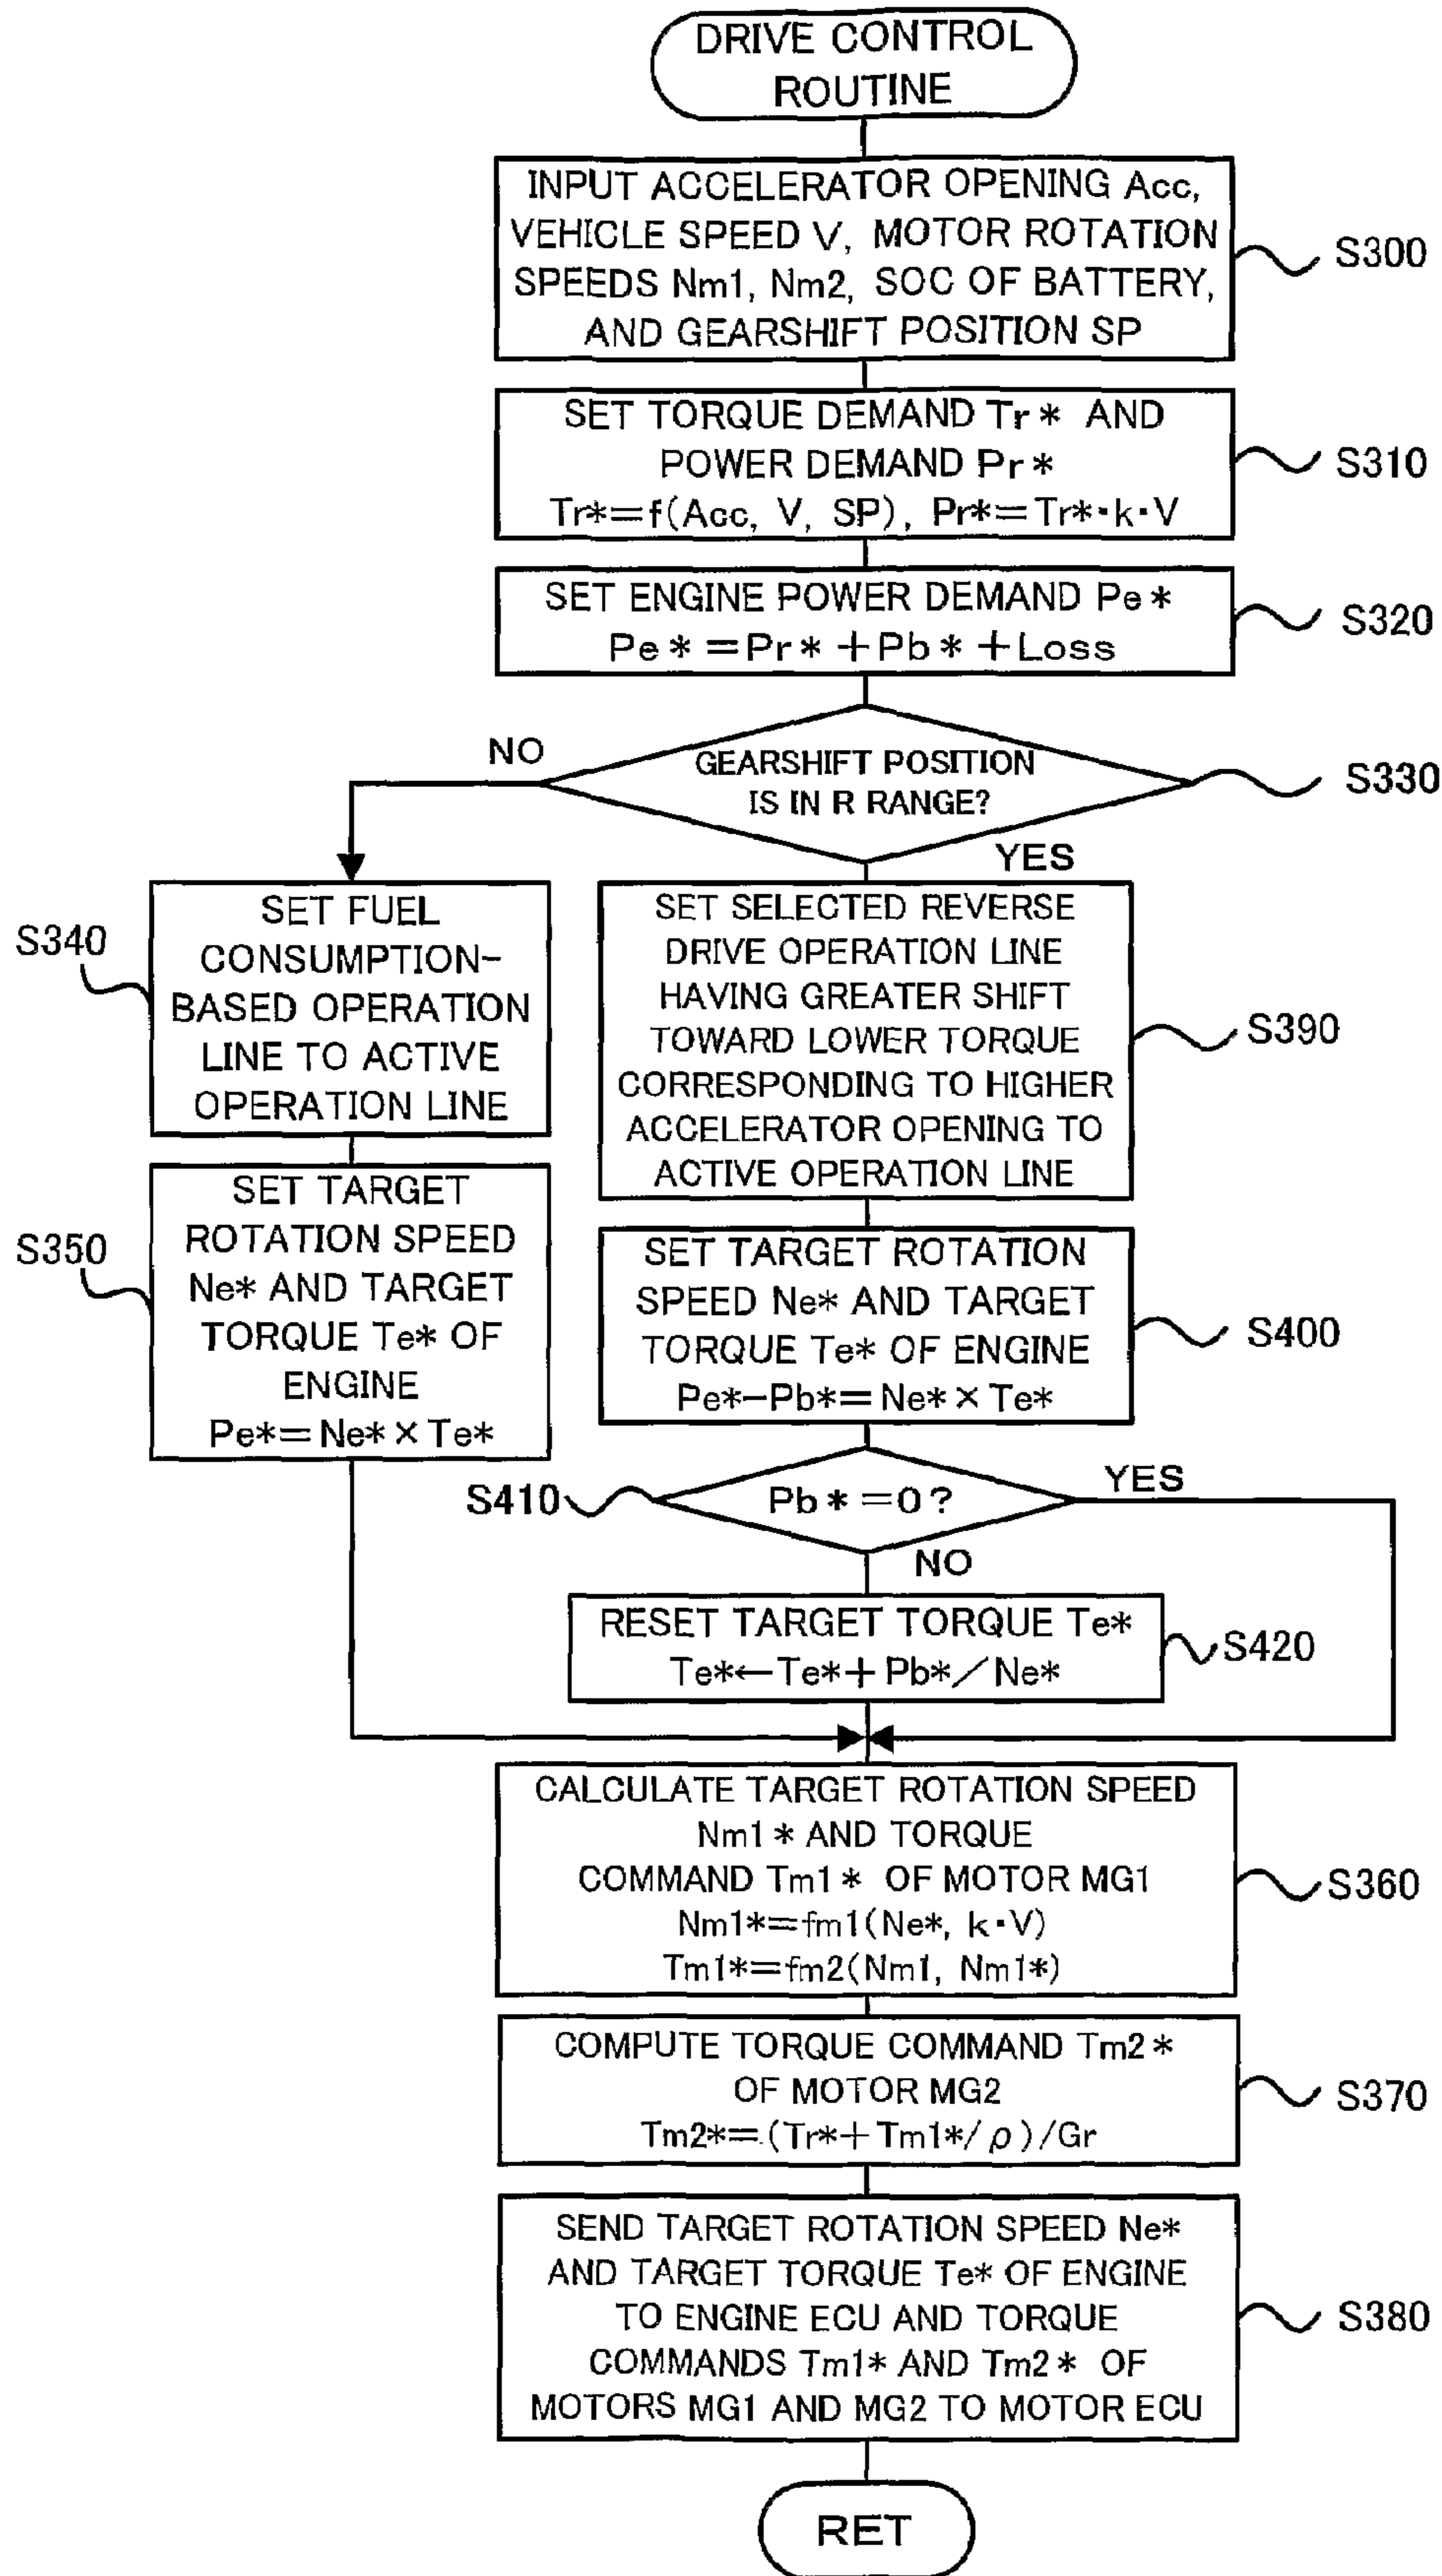 DRIVE CONTROL
ROUTINE
INPUT ACCELERATOR OPENING Acc,
VEHICLE SPEED V, MOTOR ROTATION
SPEEDS Nm1, Nm2, SOC OF BATTERY,
AND GEARSHIFT POSITION SP
S300
SET TORQUE DEMAND Tr* AND
POWER DEMAND Pr*
Tr*=f(Acc, V, SP), Pr*=Tr*·k·V
S310
SET ENGINE POWER DEMAND Pe*
Pe*=Pr*+Pb*+Loss
S320
GEARSHIFT POSITION
IS IN R RANGE?
S330
NO
YES
S340
SET FUEL
CONSUMPTION-
BASED OPERATION
LINE TO ACTIVE
OPERATION LINE
S350
SET TARGET
ROTATION SPEED
Ne* AND TARGET
TORQUE Te* OF
ENGINE
Pe*=Ne*×Te*
SET SELECTED REVERSE
DRIVE OPERATION LINE
HAVING GREATER SHIFT
TOWARD LOWER TORQUE
CORRESPONDING TO HIGHER
ACCELERATOR OPENING TO
ACTIVE OPERATION LINE
S390
SET TARGET ROTATION
SPEED Ne* AND TARGET
TORQUE Te* OF ENGINE
Pe*-Pb*=Ne*×Te*
S400
S410
Pb*=0?
YES
NO
RESET TARGET TORQUE Te*
Te*←Te*+Pb*/Ne*
S420
CALCULATE TARGET ROTATION SPEED
Nm1* AND TORQUE
COMMAND Tm1* OF MOTOR MG1
Nm1*=fm1(Ne*, k·V)
Tm1*=fm2(Nm1, Nm1*)
S360
COMPUTE TORQUE COMMAND Tm2*
OF MOTOR MG2
Tm2*=(Tr*+Tm1*/ρ)/Gr
S370
SEND TARGET ROTATION SPEED Ne*
AND TARGET TORQUE Te* OF ENGINE
TO ENGINE ECU AND TORQUE
COMMANDS Tm1* AND Tm2* OF
MOTORS MG1 AND MG2 TO MOTOR ECU
S380
RET